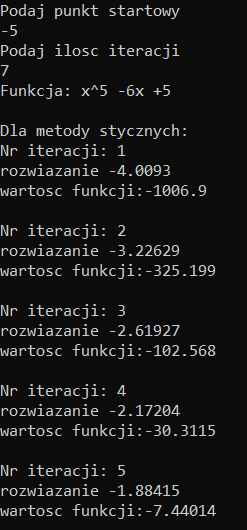 Podaj punkt startowy
-5
Podaj ilosc iteracji
7
Funkcja: x^5 -6x +5
Dla metody stycznych:
Nr iteracji: 1
rozwiazanie -4.0093
wartosc funkcji:-1006.9
Nr iteracji: 2
rozwiazanie -3.22629
wartosc funkcji:-325.199
Nr iteracji: 3
rozwiazanie -2.61927
wartosc funkcji:-102.568
Nr iteracji: 4
rozwiazanie -2.17204
wartosc funkcji:-30.3115
Nr iteracji: 5
rozwiazanie -1.88415
wartosc funkcji:-7.44014